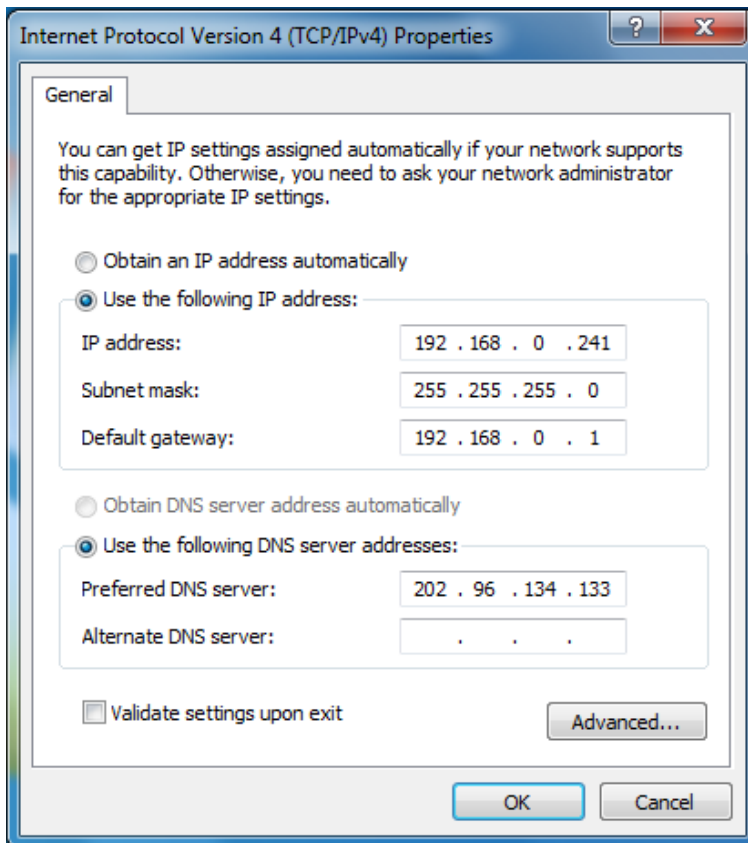 Internet Protocol Version 4 (TCP/IPv4) Properties
?
X
General
You can get IP settings assigned automatically if your network supports
this capability. Otherwise, you need to ask your network administrator
for the appropriate IP settings.
Obtain an IP address automatically
Use the following IP address:
IP address: 192 . 168 . 0 . 241
Subnet mask: 255 . 255 . 255 . 0
Default gateway: 192 . 168 . 0 . 1
Obtain DNS server address automatically
Use the following DNS server addresses:
Preferred DNS server: 202 . 96 . 134 . 133
Alternate DNS server: . . .
Validate settings upon exit
Advanced...
OK Cancel